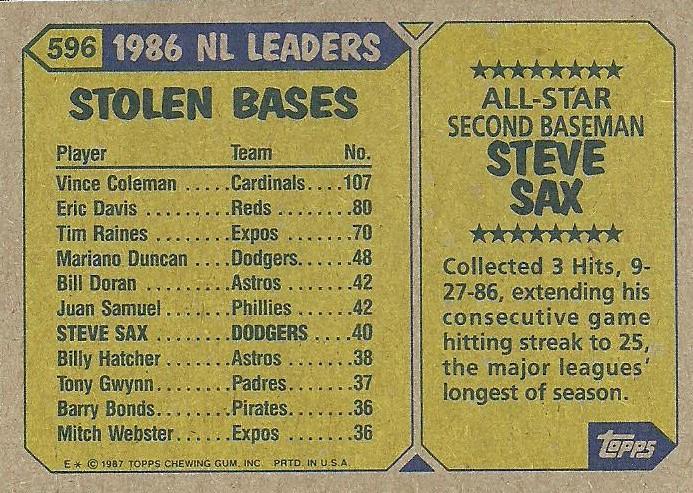 596 1986 NL LEADERS
STOLEN BASES
Player Team No.
Vince Coleman .....Cardinals....107
Eric Davis .........Reds ........80
Tim Raines .........Expos .......70
Mariano Duncan ....Dodgers......48
Bill Doran .........Astros .......42
Juan Samuel .......Phillies ......42
STEVE SAX .........DODGERS ....40
Billy Hatcher .......Astros .......38
Tony Gwynn........Padres.......37
Barry Bonds........Pirates.......36
Mitch Webster......Expos .......36
E* © 1987 TOPPS CHEWING GUM, INC. PRTD. IN U.S.A.
★★★★★★★★
ALL-STAR
SECOND BASEMAN
STEVE
SAX
★★★★★★★★
Collected 3 Hits, 9-
27-86, extending his
consecutive game
hitting streak to 25,
the major leagues'
longest of season.
TOPPS